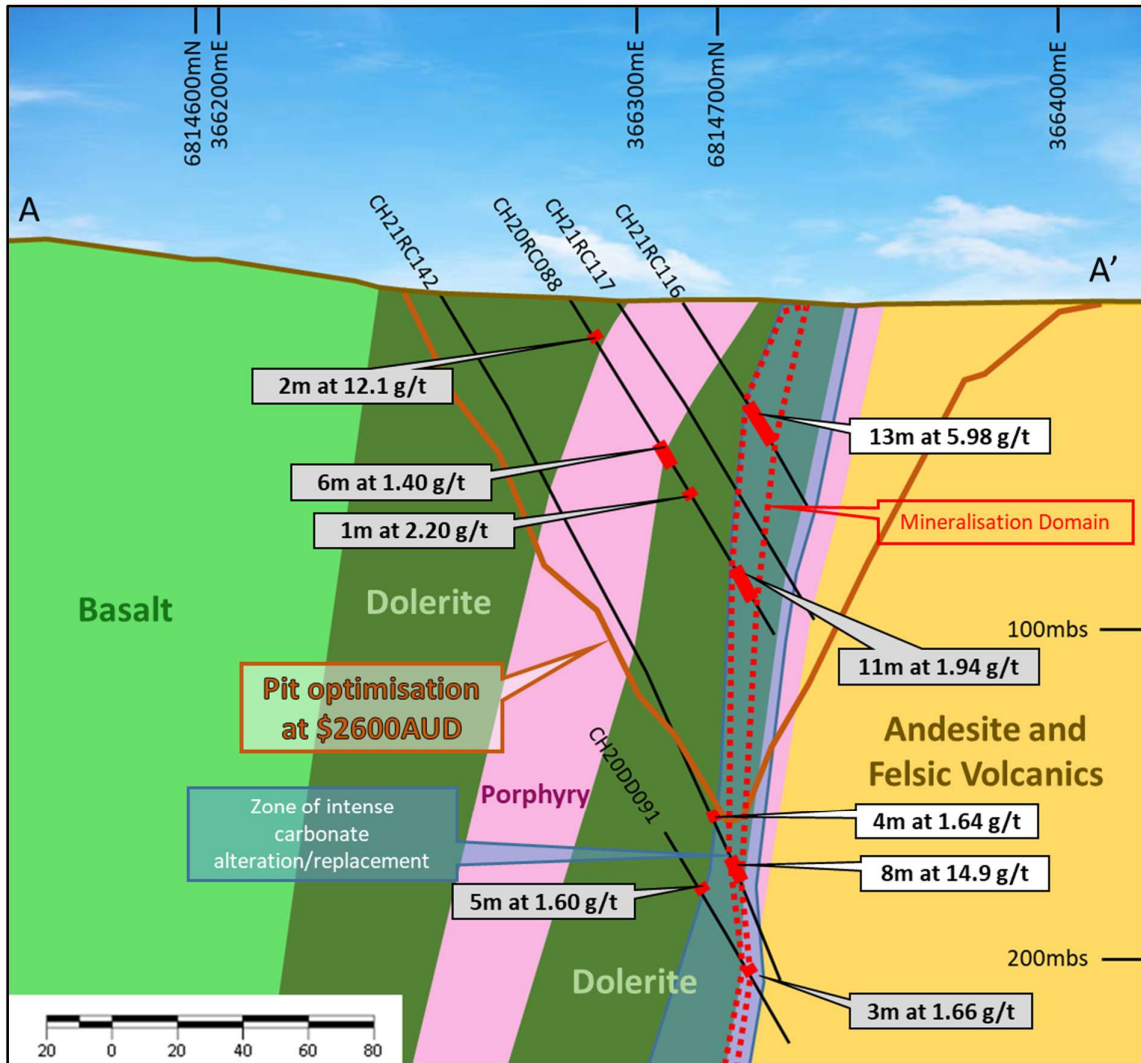 6814600mN
366200mE
366300mE
6814700mN
366400mE
A
A'
CH21RC142
CH20RC088
CH21RC117
CH21RC116
2m at 12.1 g/t
13m at 5.98 g/t
6m at 1.40 g/t
1m at 2.20 g/t
Mineralisation Domain
Basalt
Dolerite
100mbs
11m at 1.94 g/t
Pit optimisation
at $2600AUD
CH20DD091
Andesite and
Felsic Volcanics
Porphyry
Zone of intense
carbonate
alteration/replacement
4m at 1.64 g/t
8m at 14.9 g/t
5m at 1.60 g/t
200mbs
Dolerite
3m at 1.66 g/t
20 0 20 40 60 80